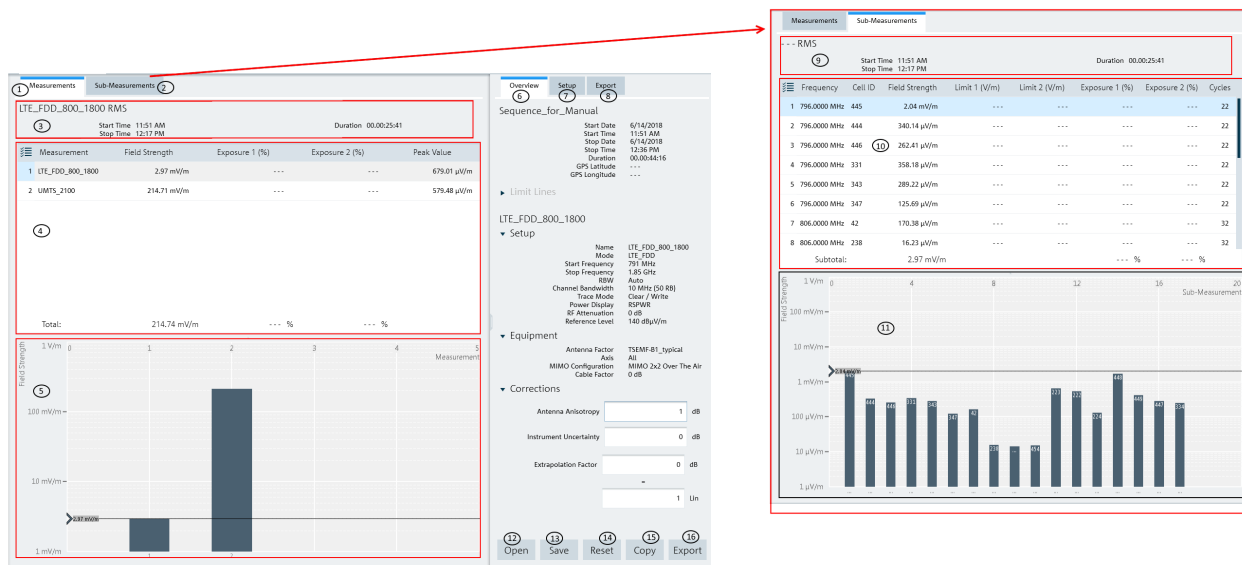 1 Measurements Sub-Measurements 2
LTE_FDD_800_1800 RMS
3 Start Time 11:51 AM Duration 00.00:25:41
Stop Time 12:17 PM
Measurement Field Strength Exposure 1 (%) Exposure 2 (%) Peak Value
1 LTE_FDD_800_1800 2.97 mV/m --- --- 679.01 µV/m
2 UMTS_2100 214.71 mV/m --- --- 579.48 µV/m
4
Total: 214.74 mV/m --- % --- %
Field Strength
1 V/m 0 1 2 3 4 5
Measurement
5
100 mV/m
10 mV/m
2.97 mV/m
1 mV/m
1 2
Overview Setup Export
6 7 8
Sequence_for_Manual
Start Date 6/14/2018
Start Time 11:51 AM
Stop Date 6/14/2018
Stop Time 12:36 PM
Duration 00.00:44:16
GPS Latitude ---
GPS Longitude ---
Limit Lines
LTE_FDD_800_1800
Setup
Name LTE_FDD_800_1800
Mode LTE_FDD
Start Frequency 791 MHz
Stop Frequency 1.85 GHz
RBW Auto
Channel Bandwidth 10 MHz (50 RB)
Trace Mode Clear / Write
Power Display RSPWR
RF Attenuation 0 dB
Reference Level 140 dBµV/m
Equipment
Antenna Factor TSEMF-B1_typical
Axis All
MIMO Configuration MIMO 2x2 Over The Air
Cable Factor 0 dB
Corrections
Antenna Anisotropy 1 dB
Instrument Uncertainty 0 dB
Extrapolation Factor 0 dB
=
1 Lin
12 13 14 15 16
Open Save Reset Copy Export
Measurements Sub-Measurements
--- RMS
9 Start Time 11:51 AM Duration 00.00:25:41
Stop Time 12:17 PM
Frequency Cell ID Field Strength Limit 1 (V/m) Limit 2 (V/m) Exposure 1 (%) Exposure 2 (%) Cycles
1 796.0000 MHz 445 2.04 mV/m --- --- --- --- 22
2 796.0000 MHz 444 340.14 µV/m --- --- --- --- 22
3 796.0000 MHz 446 10 262.41 µV/m --- --- --- --- 22
4 796.0000 MHz 331 358.18 µV/m --- --- --- --- 22
5 796.0000 MHz 343 289.22 µV/m --- --- --- --- 22
6 796.0000 MHz 347 125.69 µV/m --- --- --- --- 22
7 806.0000 MHz 42 170.38 µV/m --- --- --- --- 32
8 806.0000 MHz 238 16.23 µV/m --- --- --- --- 32
Subtotal: 2.97 mV/m --- % --- %
Field Strength
1 V/m 0 4 8 12 16 20
Sub-Measurement
100 mV/m
11
10 mV/m
1 mV/m
444 446 331 343 347 42 238 ... 454 223 222 224 440
100 µV/m
10 µV/m
1 µV/m